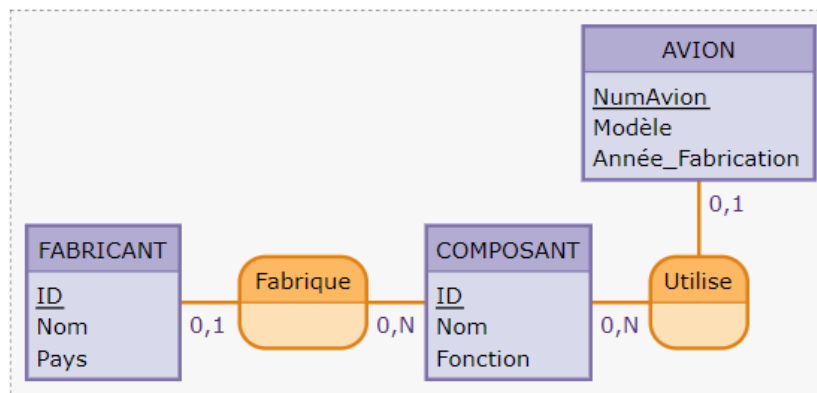 AVION
NumAvion
Modèle
Année_Fabrication
0,1
FABRICANT
ID
Nom
Pays
0,1
Fabrique
0,N
COMPOSANT
ID
Nom
Fonction
0,N
Utilise